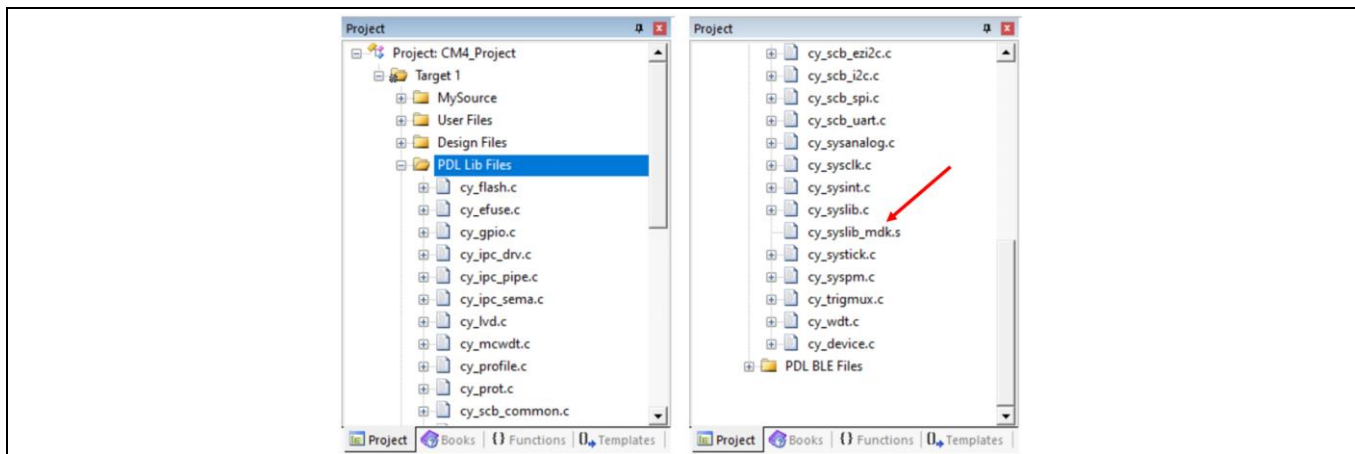 Project
Project: CM4_Project
Target 1
MySource
User Files
Design Files
PDL Lib Files
cy_flash.c
cy_efuse.c
cy_gpio.c
cy_ipc_drv.c
cy_ipc_pipe.c
cy_ipc_sema.c
cy_lvd.c
cy_mcwdt.c
cy_profile.c
cy_prot.c
cy_scb_common.c
Project Books {} Functions 0 Templates
Project
cy_scb_ezi2c.c
cy_scb_i2c.c
cy_scb_spi.c
cy_scb_uart.c
cy_sysanalog.c
cy_sysclk.c
cy_sysint.c
cy_syslib.c
cy_syslib_mdk.s
cy_systick.c
cy_syspm.c
cy_trigmux.c
cy_wdt.c
cy_device.c
PDL BLE Files
Project Books {} Functions 0 Templates